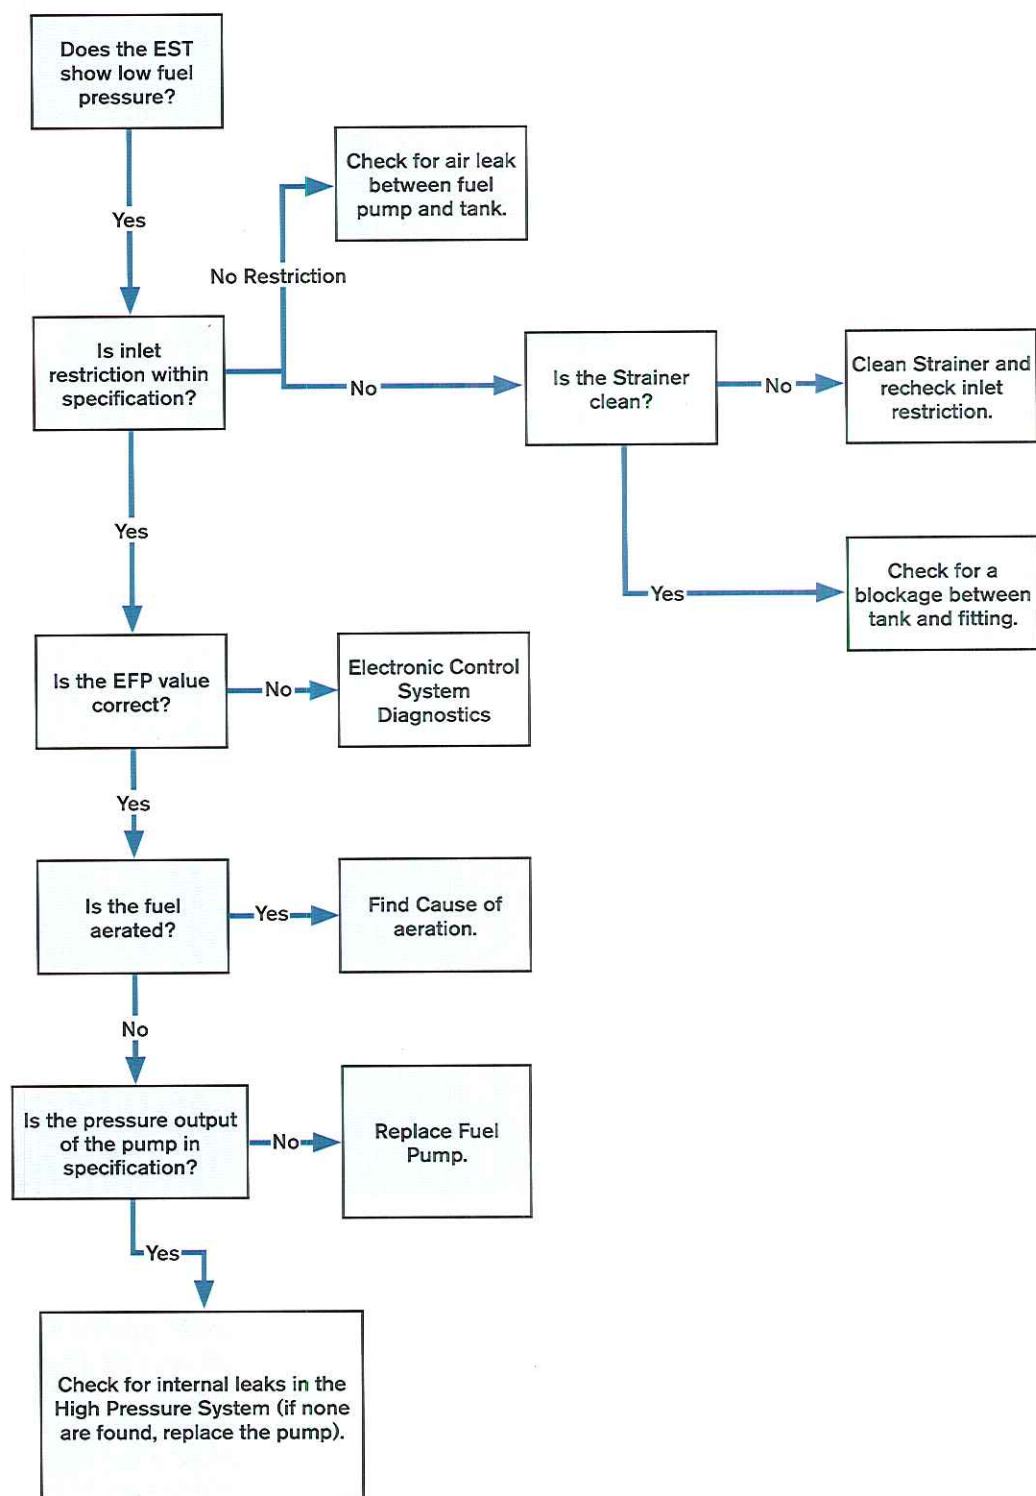 Does the EST
show low fuel
pressure?
Yes
Check for air leak
between fuel
pump and tank.
No Restriction
Is inlet
restriction within
specification?
No
Is the Strainer
clean?
No
Clean Strainer and
recheck inlet
restriction.
Yes
Yes
Check for a
blockage between
tank and fitting.
Is the EFP value
correct?
No
Electronic Control
System
Diagnostics
Yes
Is the fuel
aerated?
Yes
Find Cause of
aeration.
No
Is the pressure output
of the pump in
specification?
No
Replace Fuel
Pump.
Yes
Check for internal leaks in the
High Pressure System (if none
are found, replace the pump).